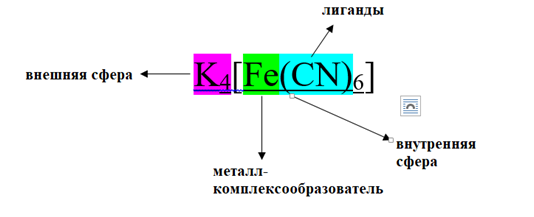 лиганды
внешняя сфера
K4[Fe(CN)6]
внутренняя
сфера
металл-
комплексообразователь